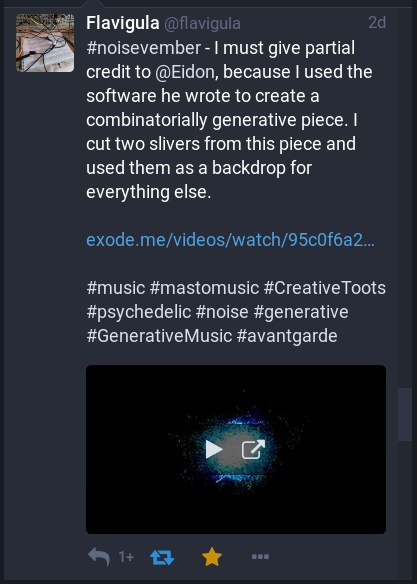 Flavigula @flavigula 2d
#noisevember - I must give partial
credit to @Eidon, because I used the
software he wrote to create a
combinatorially generative piece. I
cut two slivers from this piece and
used them as a backdrop for
everything else.
exode.me/videos/watch/95c0f6a2…
#music #mastomusic #CreativeToots
#psychedelic #noise #generative
#GenerativeMusic #avantgarde
1+